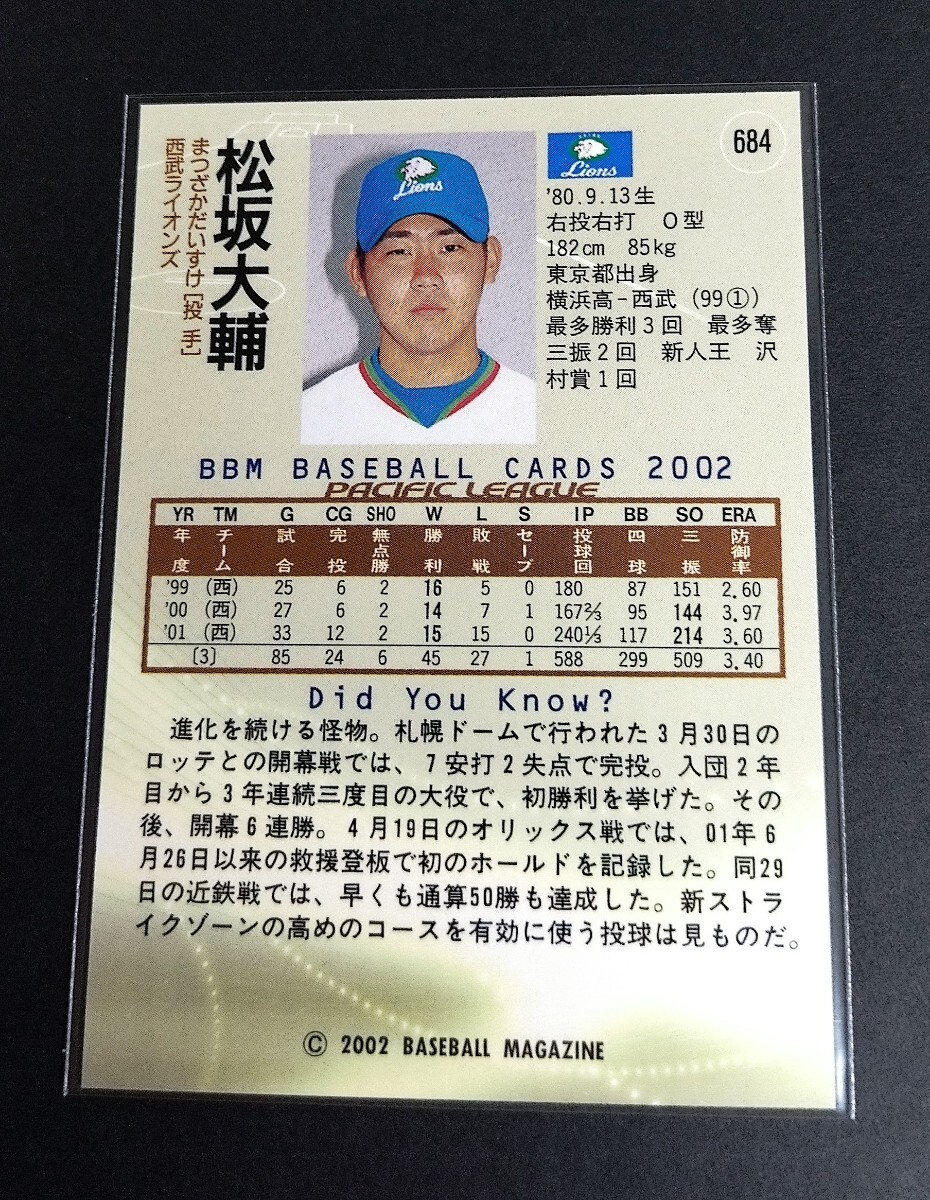 684
松坂大輔
まつざかだいすけ［投 手］
西武ライオンズ
Lions
Lions
'80.9.13生
右投右打　O型
182cm　85kg
東京都出身
横浜高－西武（99①）
最多勝利3回　最多奪
三振2回　新人王　沢
村賞1回
BBM BASEBALL CARDS 2002
PACIFIC LEAGUE
YR TM G CG SHO W L S IP BB SO ERA
年度 チーム 試合 完投 無点勝 勝利 敗戦 セーブ 投球回 四球 三振 防御率
'99 (西) 25 6 2 16 5 0 180 87 151 2.60
'00 (西) 27 6 2 14 7 1 167⅔ 95 144 3.97
'01 (西) 33 12 2 15 15 0 240⅓ 117 214 3.60
〔3〕 85 24 6 45 27 1 588 299 509 3.40
Did You Know?
進化を続ける怪物。札幌ドームで行われた3月30日の
ロッテとの開幕戦では、7安打2失点で完投。入団2年
目から3年連続三度目の大役で、初勝利を挙げた。その
後、開幕6連勝。4月19日のオリックス戦では、01年6
月26日以来の救援登板で初のホールドを記録した。同29
日の近鉄戦では、早くも通算50勝も達成した。新ストラ
イクゾーンの高めのコースを有効に使う投球は見ものだ。
© 2002 BASEBALL MAGAZINE